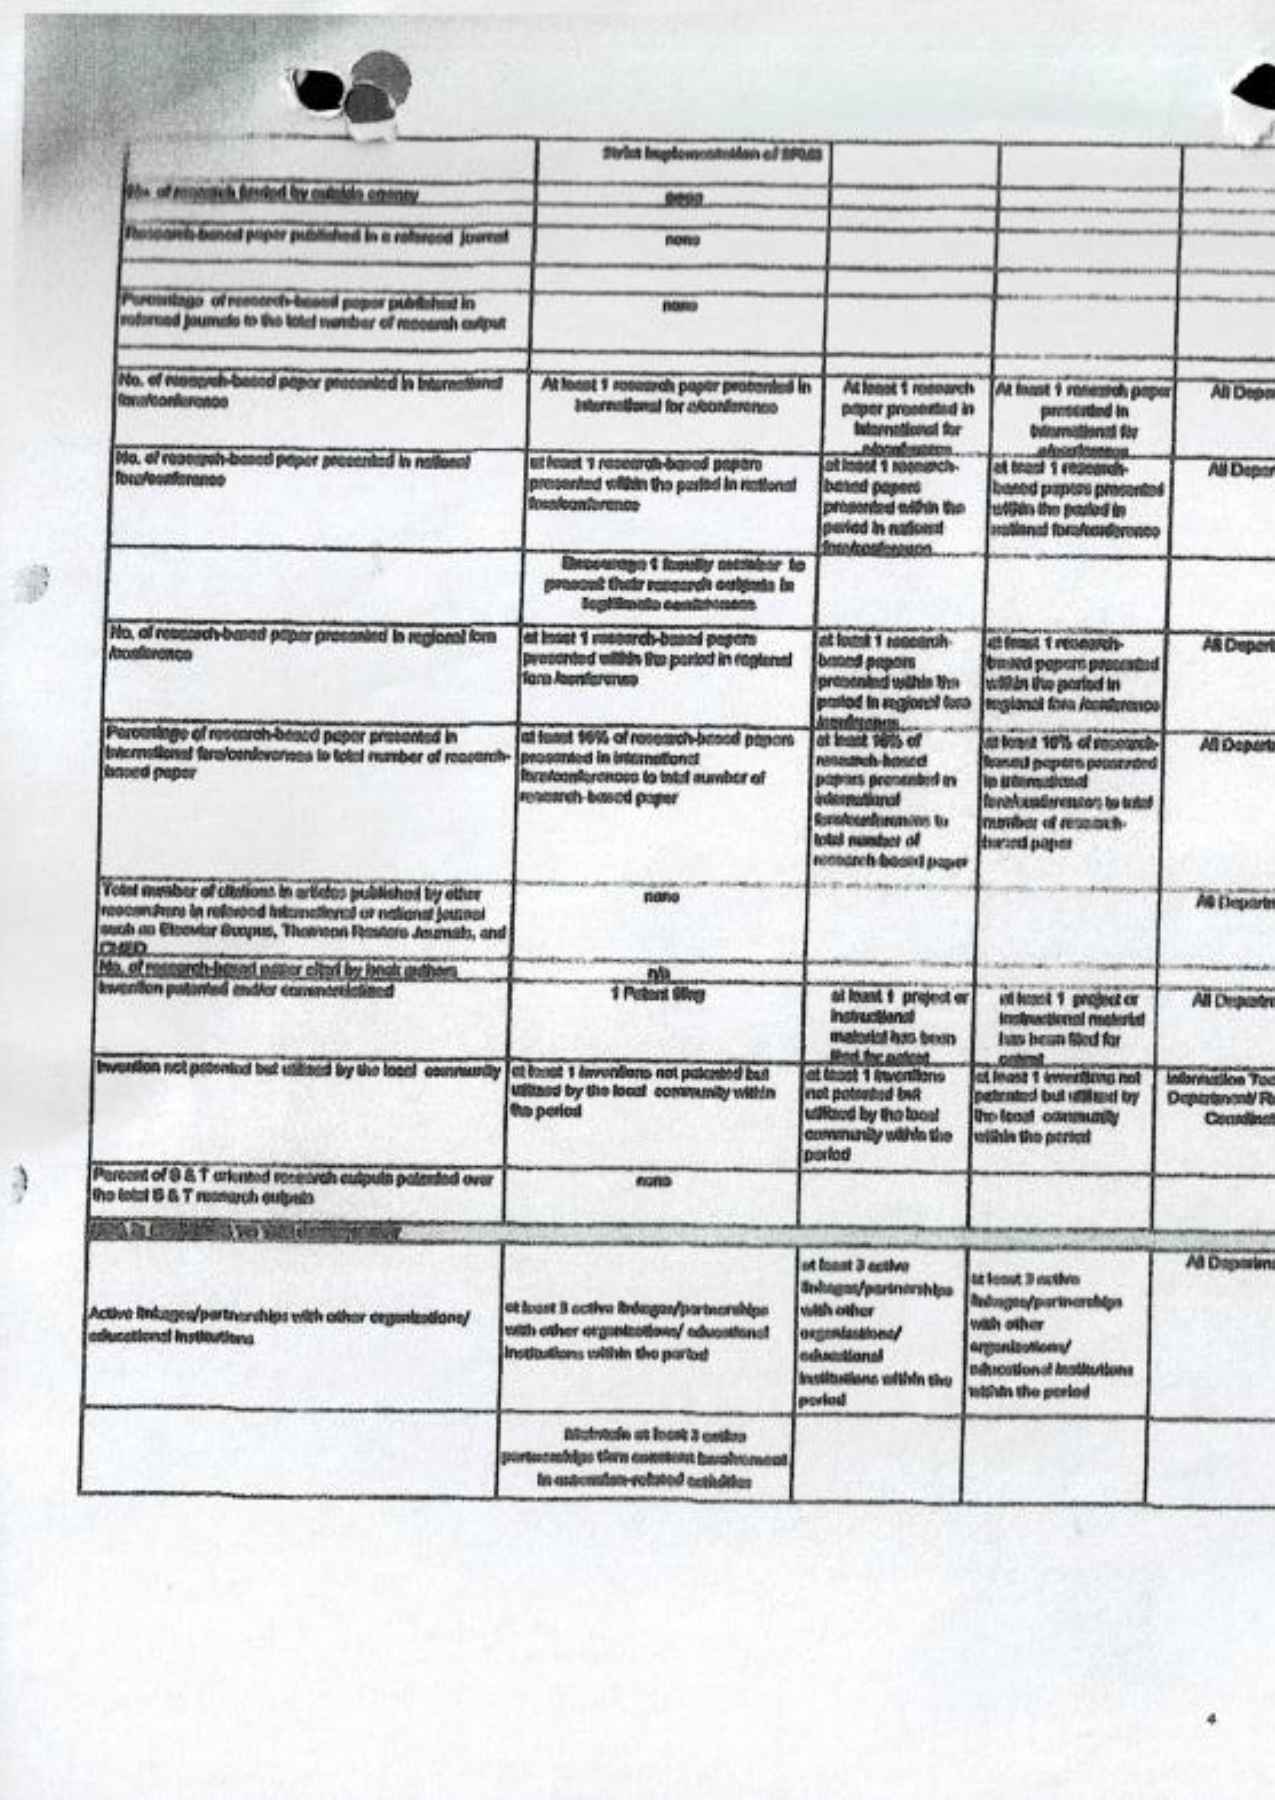 Strict Implementation of
No. of research funded by outside agency
none
Research-based paper published in a refereed journal
none
Percentage of research-based paper published in
refereed journals to the total number of research output
none
No. of research-based paper presented in International
fora/conference
At least 1 research paper presented in
International for a/conference
At least 1 research
paper presented in
International for
a/conference
At least 1 research paper
presented in
International for
a/conference
All Depar
No. of research-based paper presented in national
fora/conference
at least 1 research-based papers
presented within the period in national
fora/conference
at least 1 research-
based papers
presented within the
period in national
fora/conference
at least 1 research-
based papers presented
within the period in
national fora/conference
All Depar
Encourage 1 faculty member to
present their research outputs in
legitimate conferences
No. of research-based paper presented in regional fora
/conference
at least 1 research-based papers
presented within the period in regional
fora /conference
at least 1 research-
based papers
presented within the
period in regional fora
/conference
at least 1 research-
based papers presented
within the period in
regional fora /conference
All Depart
Percentage of research-based paper presented in
International fora/conferences to total number of research-
based paper
at least 10% of research-based papers
presented in international
fora/conferences to total number of
research-based paper
at least 10% of
research-based
papers presented in
international
fora/conferences to
total number of
research-based paper
at least 10% of research-
based papers presented
in international
fora/conferences to total
number of research-
based paper
All Departm
Total number of citations in articles published by other
researchers in refereed International or national journal
such as Elsevier Scopus, Thomson Reuters Journals, and
CHED
none
All Departm
No. of research-based paper cited by book authors
n/a
Invention patented and/or commercialized
1 Patent filing
at least 1 project or
instructional
material has been
filed for patent
at least 1 project or
instructional material
has been filed for
patent
All Departm
Invention not patented but utilized by the local community
at least 1 inventions not patented but
utilized by the local community within
the period
at least 1 inventions
not patented but
utilized by the local
community within the
period
at least 1 inventions not
patented but utilized by
the local community
within the period
Information Tec
Department/ R
Coordinat
Percent of S & T oriented research outputs patented over
the total S & T research outputs
none
Active linkages/partnerships with other organizations/
educational institutions
at least 3 active linkages/partnerships
with other organizations/ educational
institutions within the period
at least 3 active
linkages/partnerships
with other
organizations/
educational
institutions within the
period
at least 3 active
linkages/partnerships
with other
organizations/
educational institutions
within the period
All Departme
Maintain at least 3 active
partnerships thru constant involvement
in extension-related activities
4